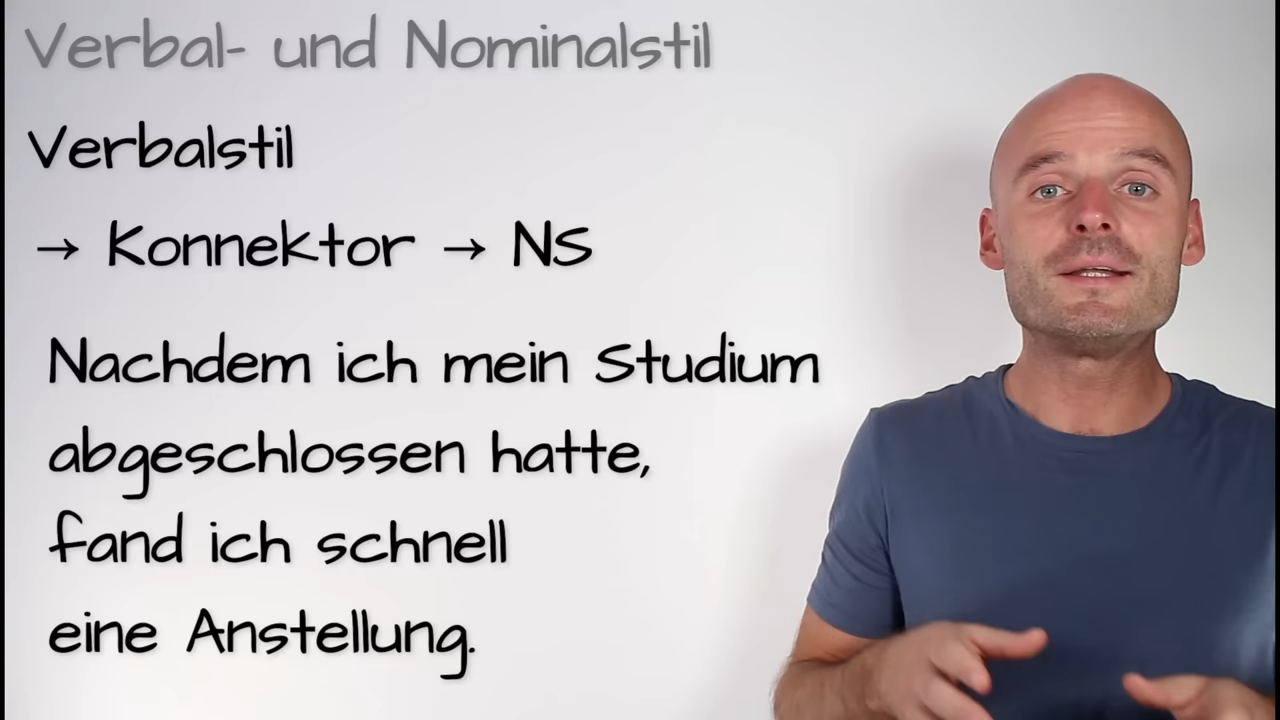 Verbal- und Nominalstil
Verbalstil
→ Konnektor → NS
Nachdem ich mein Studium
abgeschlossen hatte,
fand ich schnell
eine Anstellung.